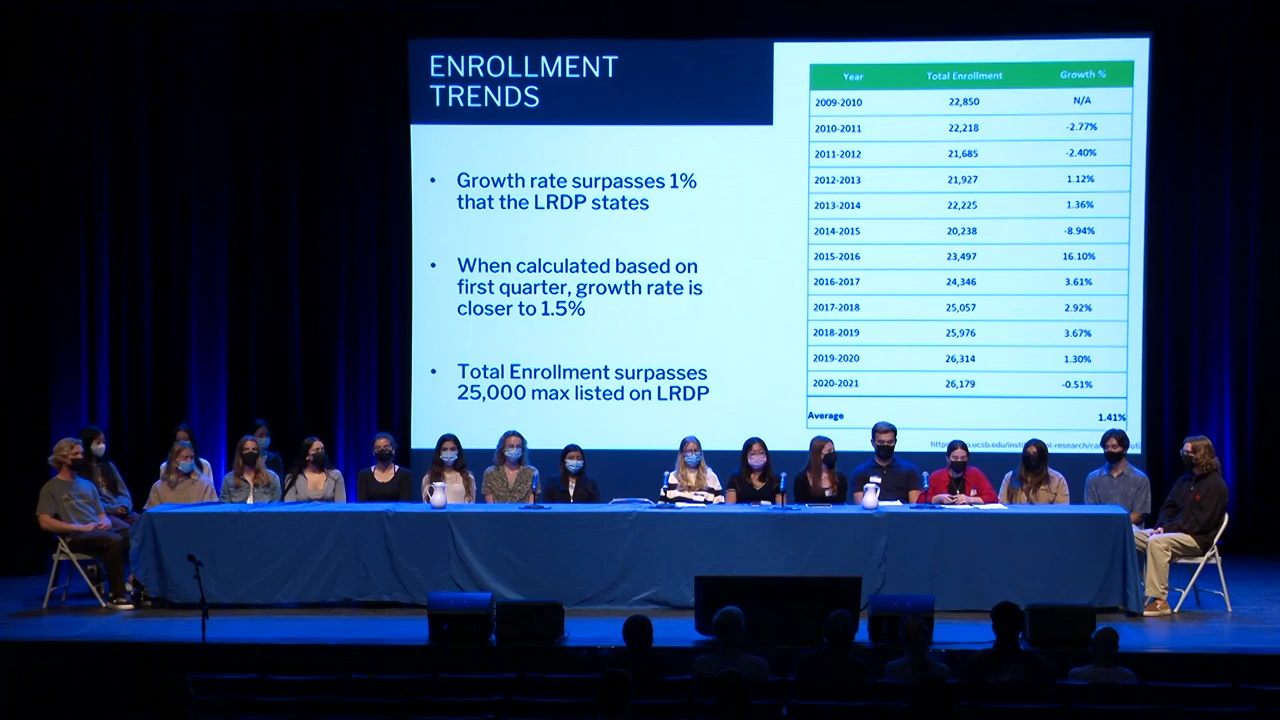 ENROLLMENT
TRENDS
• Growth rate surpasses 1%
that the LRDP states
• When calculated based on
first quarter, growth rate is
closer to 1.5%
• Total Enrollment surpasses
25,000 max listed on LRDP
Year Total Enrollment Growth %
2009-2010 22,850 N/A
2010-2011 22,218 -2.77%
2011-2012 21,685 -2.40%
2012-2013 21,927 1.12%
2013-2014 22,225 1.36%
2014-2015 20,238 -8.94%
2015-2016 23,497 16.10%
2016-2017 24,346 3.61%
2017-2018 25,057 2.92%
2018-2019 25,976 3.67%
2019-2020 26,314 1.30%
2020-2021 26,179 -0.51%
Average 1.41%